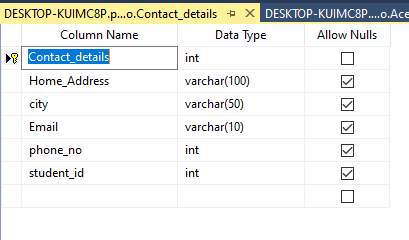 DESKTOP-KUIMC8P.p...o.Contact_details DESKTOP-KUIMC8P....o.Ace
Column Name Data Type Allow Nulls
Contact_details int
Home_Address varchar(100)
city varchar(50)
Email varchar(10)
phone_no int
student_id int